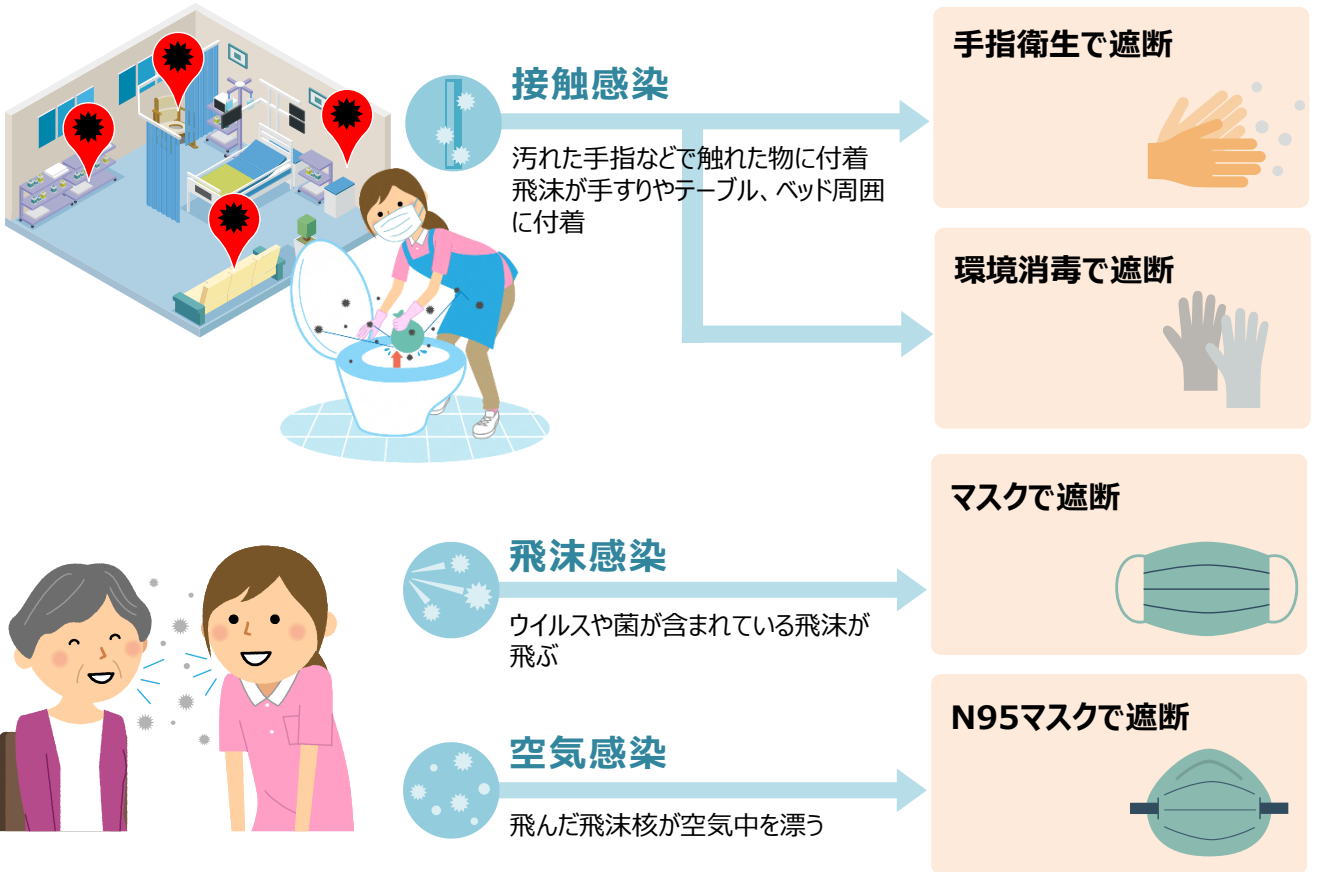 接触感染
汚れた手指などで触れた物に付着
飛沫が手すりやテーブル、ベッド周囲
に付着
手指衛生で遮断
環境消毒で遮断
飛沫感染
ウイルスや菌が含まれている飛沫が
飛ぶ
マスクで遮断
空気感染
飛んだ飛沫核が空気中を漂う
N95マスクで遮断